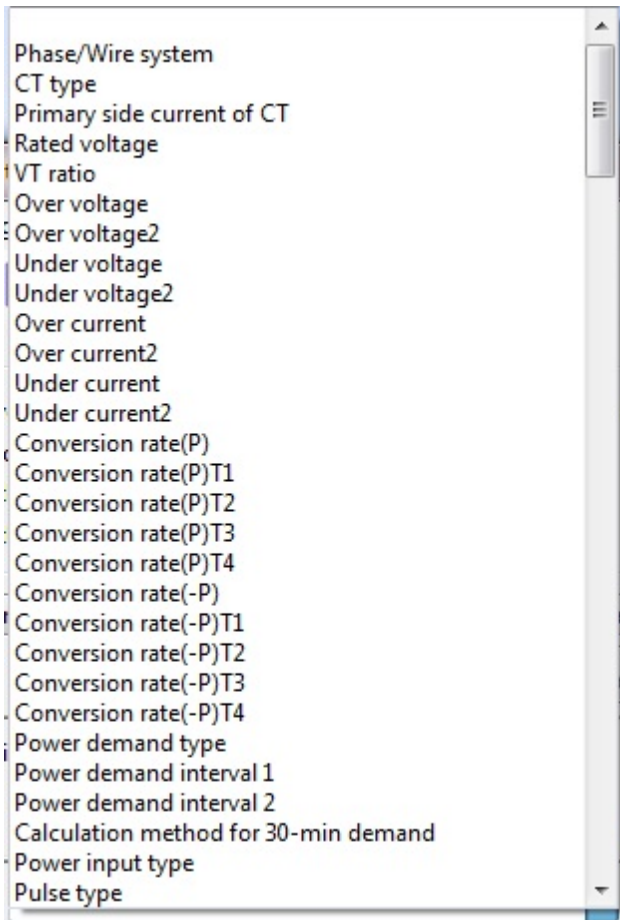 Phase/Wire system
CT type
Primary side current of CT
Rated voltage
VT ratio
Over voltage
Over voltage2
Under voltage
Under voltage2
Over current
Over current2
Under current
Under current2
Conversion rate(P)
Conversion rate(P)T1
Conversion rate(P)T2
Conversion rate(P)T3
Conversion rate(P)T4
Conversion rate(-P)
Conversion rate(-P)T1
Conversion rate(-P)T2
Conversion rate(-P)T3
Conversion rate(-P)T4
Power demand type
Power demand interval 1
Power demand interval 2
Calculation method for 30-min demand
Power input type
Pulse type